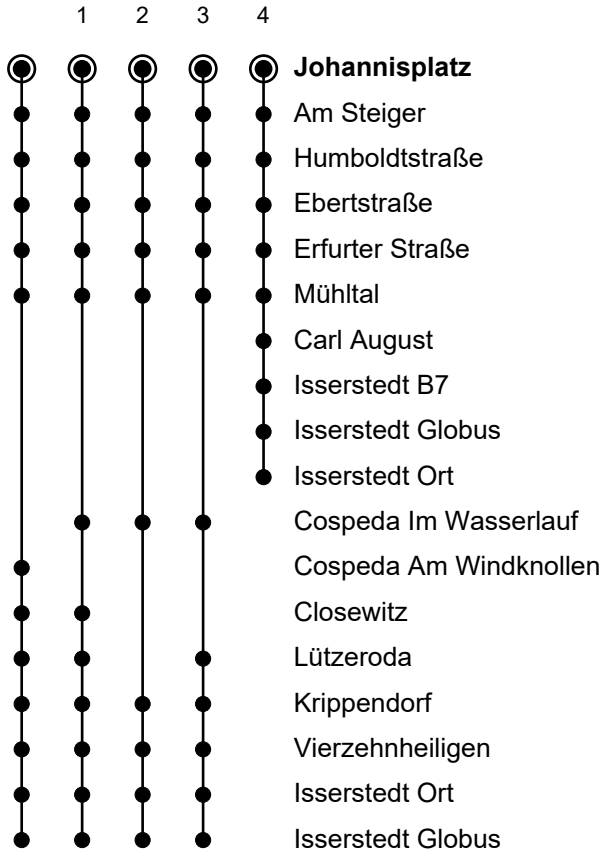 1 2 3 4
Johannisplatz
Am Steiger
Humboldtstraße
Ebertstraße
Erfurter Straße
Mühltal
Carl August
Isserstedt B7
Isserstedt Globus
Isserstedt Ort
Cospeda Im Wasserlauf
Cospeda Am Windknollen
Closewitz
Lützeroda
Krippendorf
Vierzehnheiligen
Isserstedt Ort
Isserstedt Globus